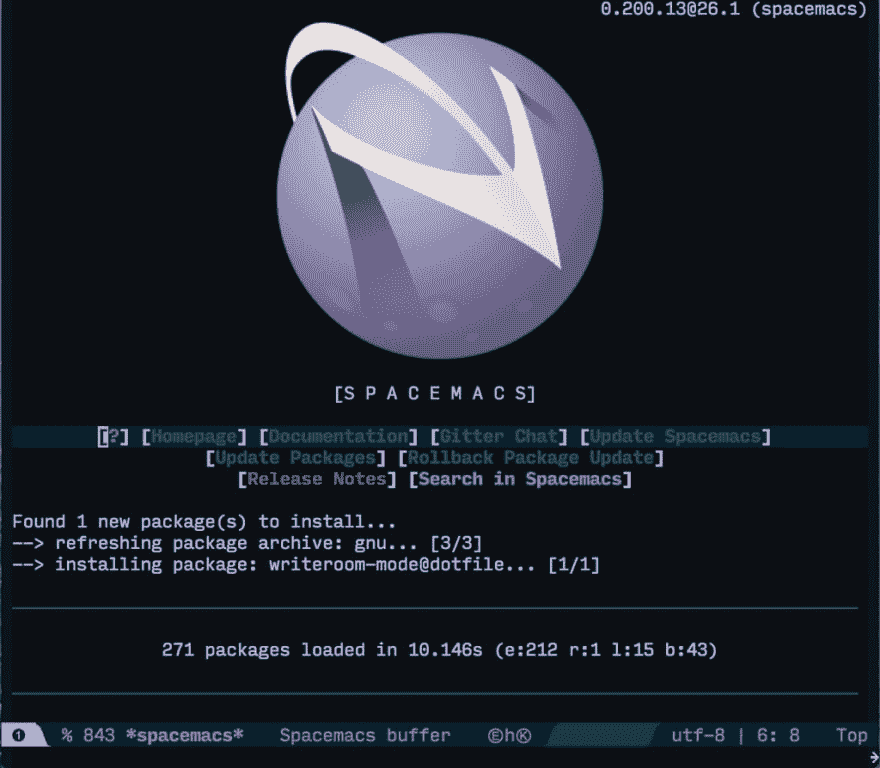 0.200.13@26.1 (spacemacs)
[S P A C E M A C S]
[?] [Homepage] [Documentation] [Gitter Chat] [Update Spacemacs]
[Update Packages] [Rollback Package Update]
[Release Notes] [Search in Spacemacs]
Found 1 new package(s) to install...
--> refreshing package archive: gnu... [3/3]
--> installing package: writeroom-mode@dotfile... [1/1]
271 packages loaded in 10.146s (e:212 r:1 l:15 b:43)
❶ % 843 *spacemacs* Spacemacs buffer ⒺhⓀ utf-8 | 6: 8 Top